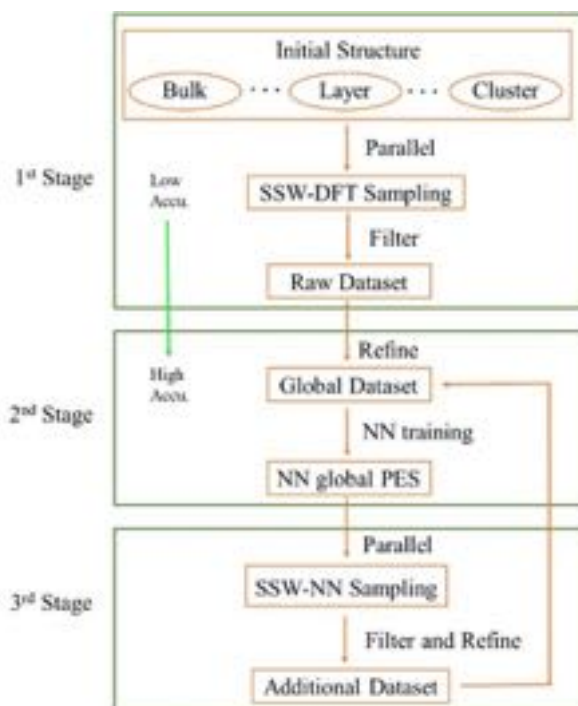 Initial Structure
Bulk ··· Layer ··· Cluster
Parallel
1st Stage
Low
Accu.
SSW-DFT Sampling
Filter
Raw Dataset
Refine
High
Accu.
Global Dataset
2nd Stage
NN training
NN global PES
Parallel
SSW-NN Sampling
3rd Stage
Filter and Refine
Additional Dataset